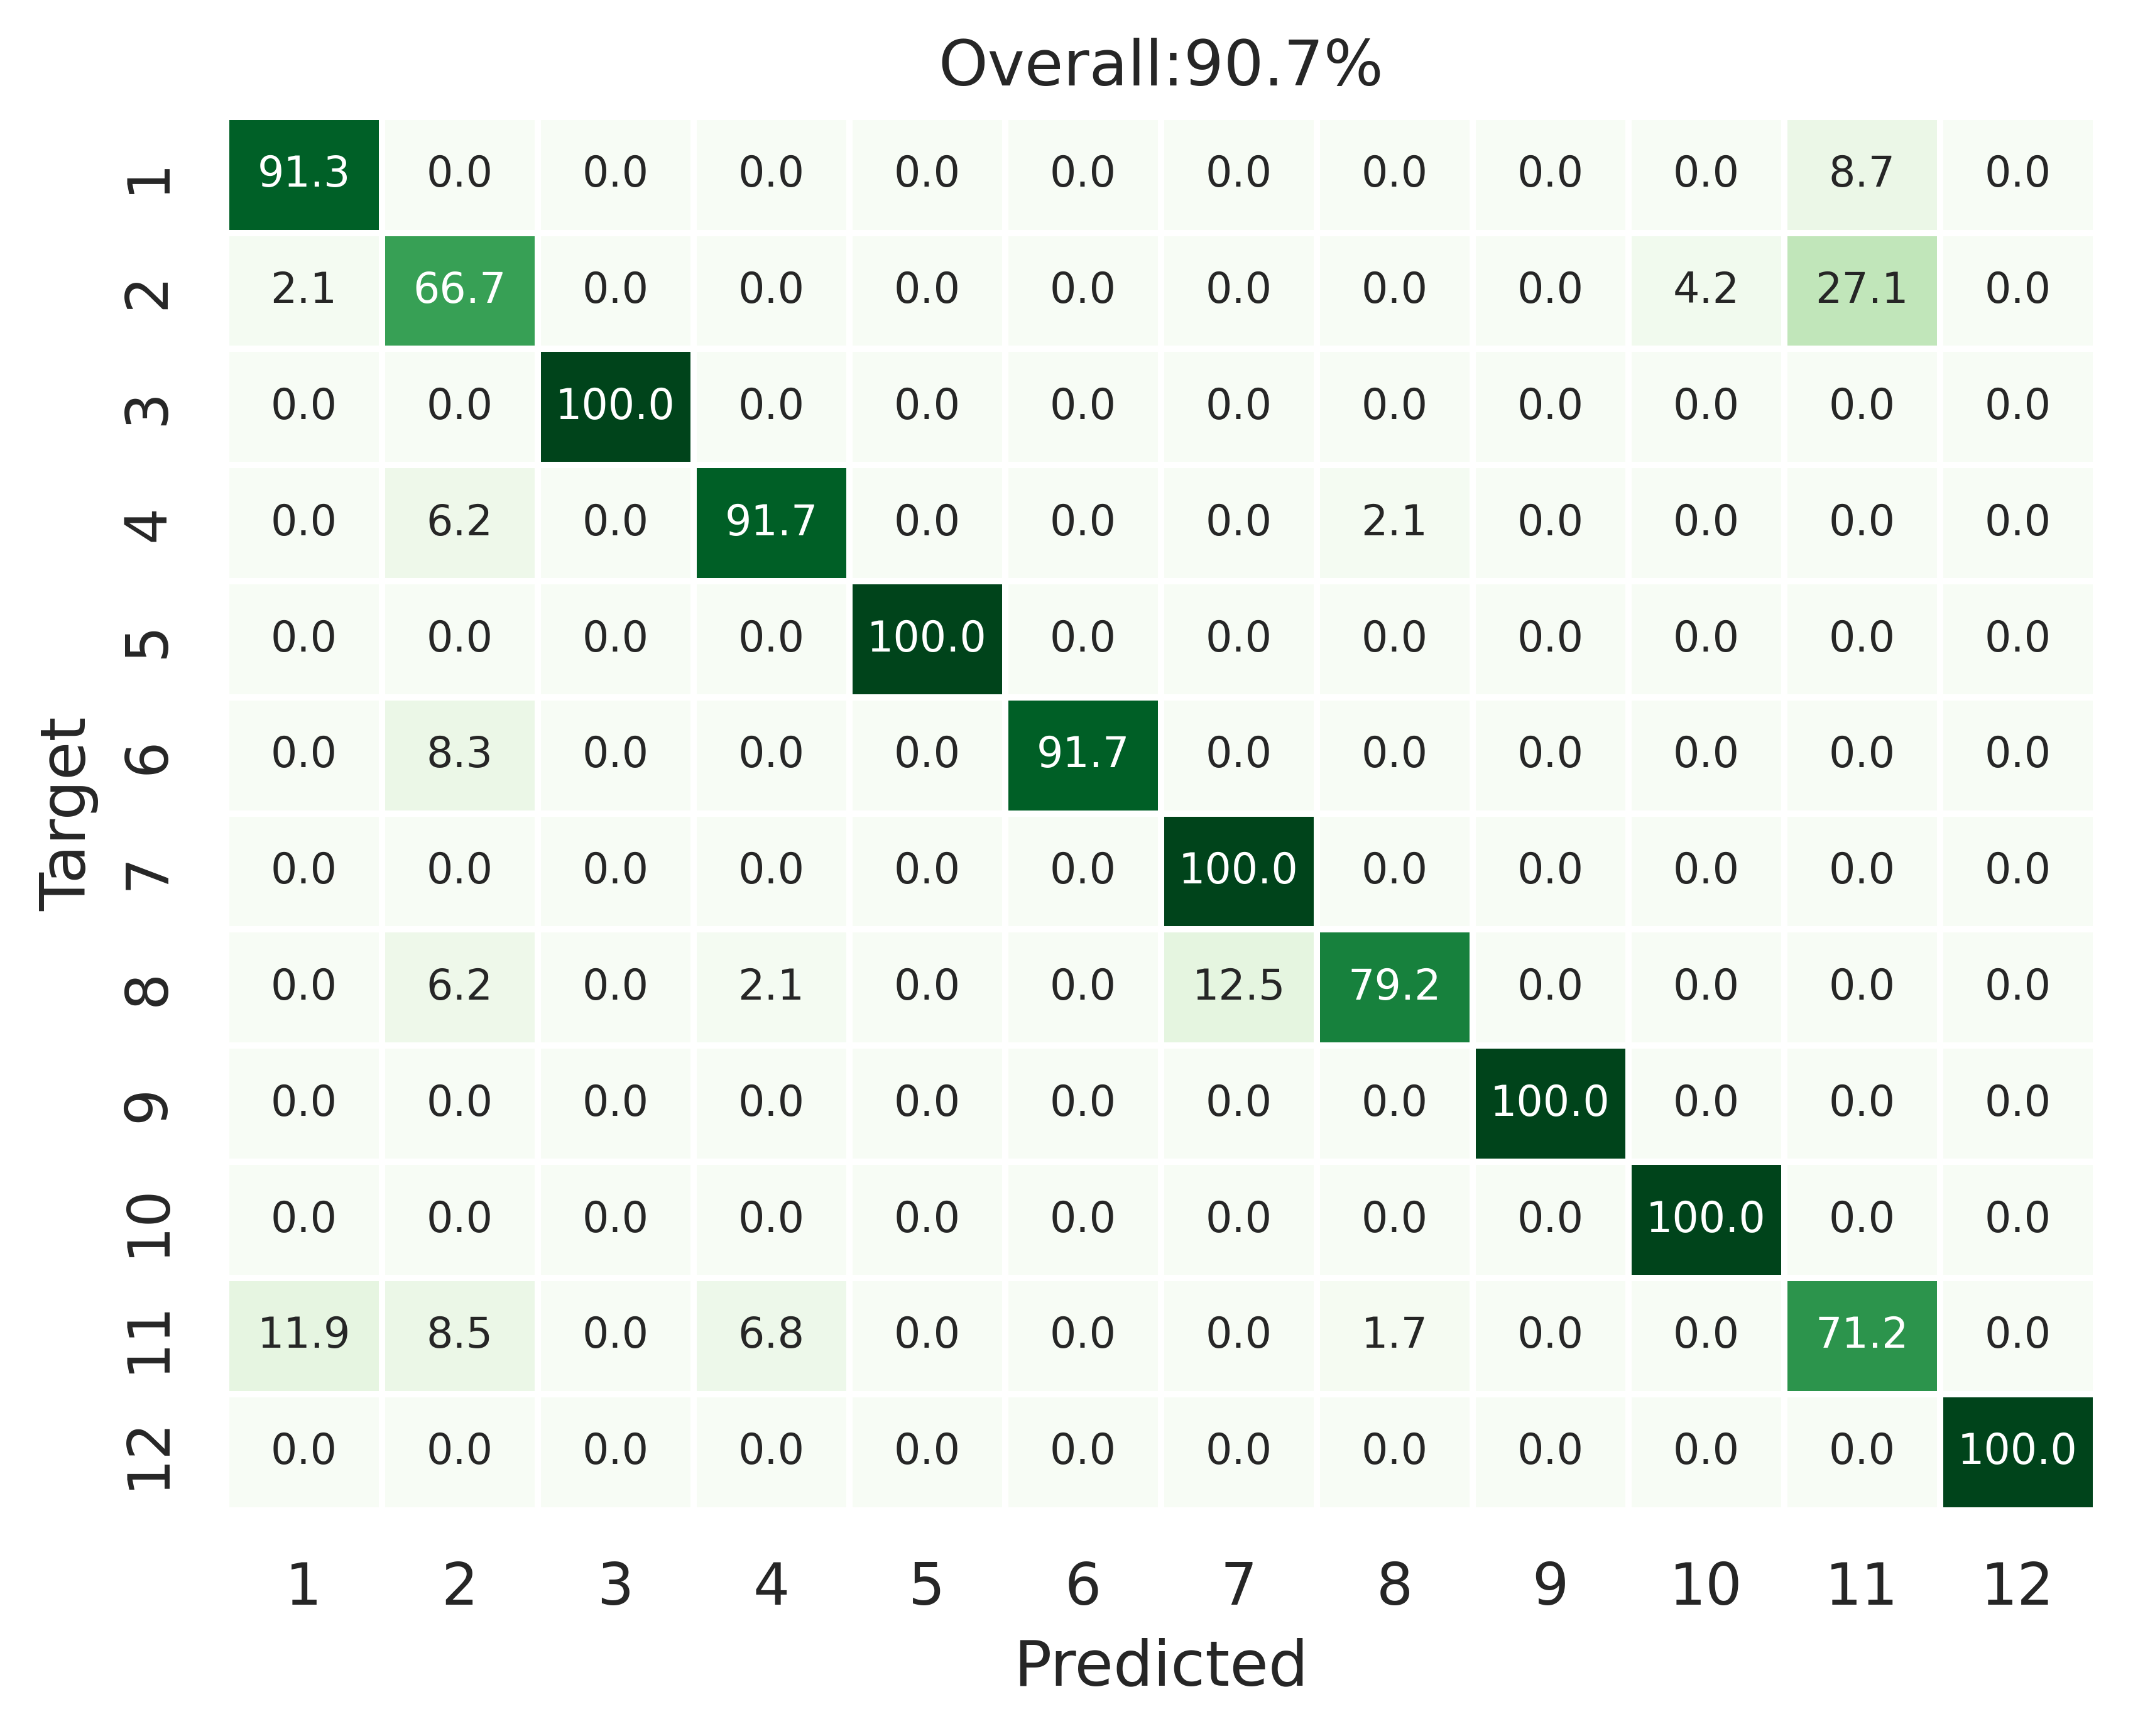 Overall:90.7%
1 91.3 0.0 0.0 0.0 0.0 0.0 0.0 0.0 0.0 0.0 8.7 0.0
2 2.1 66.7 0.0 0.0 0.0 0.0 0.0 0.0 0.0 4.2 27.1 0.0
3 0.0 0.0 100.0 0.0 0.0 0.0 0.0 0.0 0.0 0.0 0.0 0.0
4 0.0 6.2 0.0 91.7 0.0 0.0 0.0 2.1 0.0 0.0 0.0 0.0
5 0.0 0.0 0.0 0.0 100.0 0.0 0.0 0.0 0.0 0.0 0.0 0.0
6 0.0 8.3 0.0 0.0 0.0 91.7 0.0 0.0 0.0 0.0 0.0 0.0
Target
7 0.0 0.0 0.0 0.0 0.0 0.0 100.0 0.0 0.0 0.0 0.0 0.0
8 0.0 6.2 0.0 2.1 0.0 0.0 12.5 79.2 0.0 0.0 0.0 0.0
9 0.0 0.0 0.0 0.0 0.0 0.0 0.0 0.0 100.0 0.0 0.0 0.0
10 0.0 0.0 0.0 0.0 0.0 0.0 0.0 0.0 0.0 100.0 0.0 0.0
11 11.9 8.5 0.0 6.8 0.0 0.0 0.0 1.7 0.0 0.0 71.2 0.0
12 0.0 0.0 0.0 0.0 0.0 0.0 0.0 0.0 0.0 0.0 0.0 100.0
1 2 3 4 5 6 7 8 9 10 11 12
Predicted